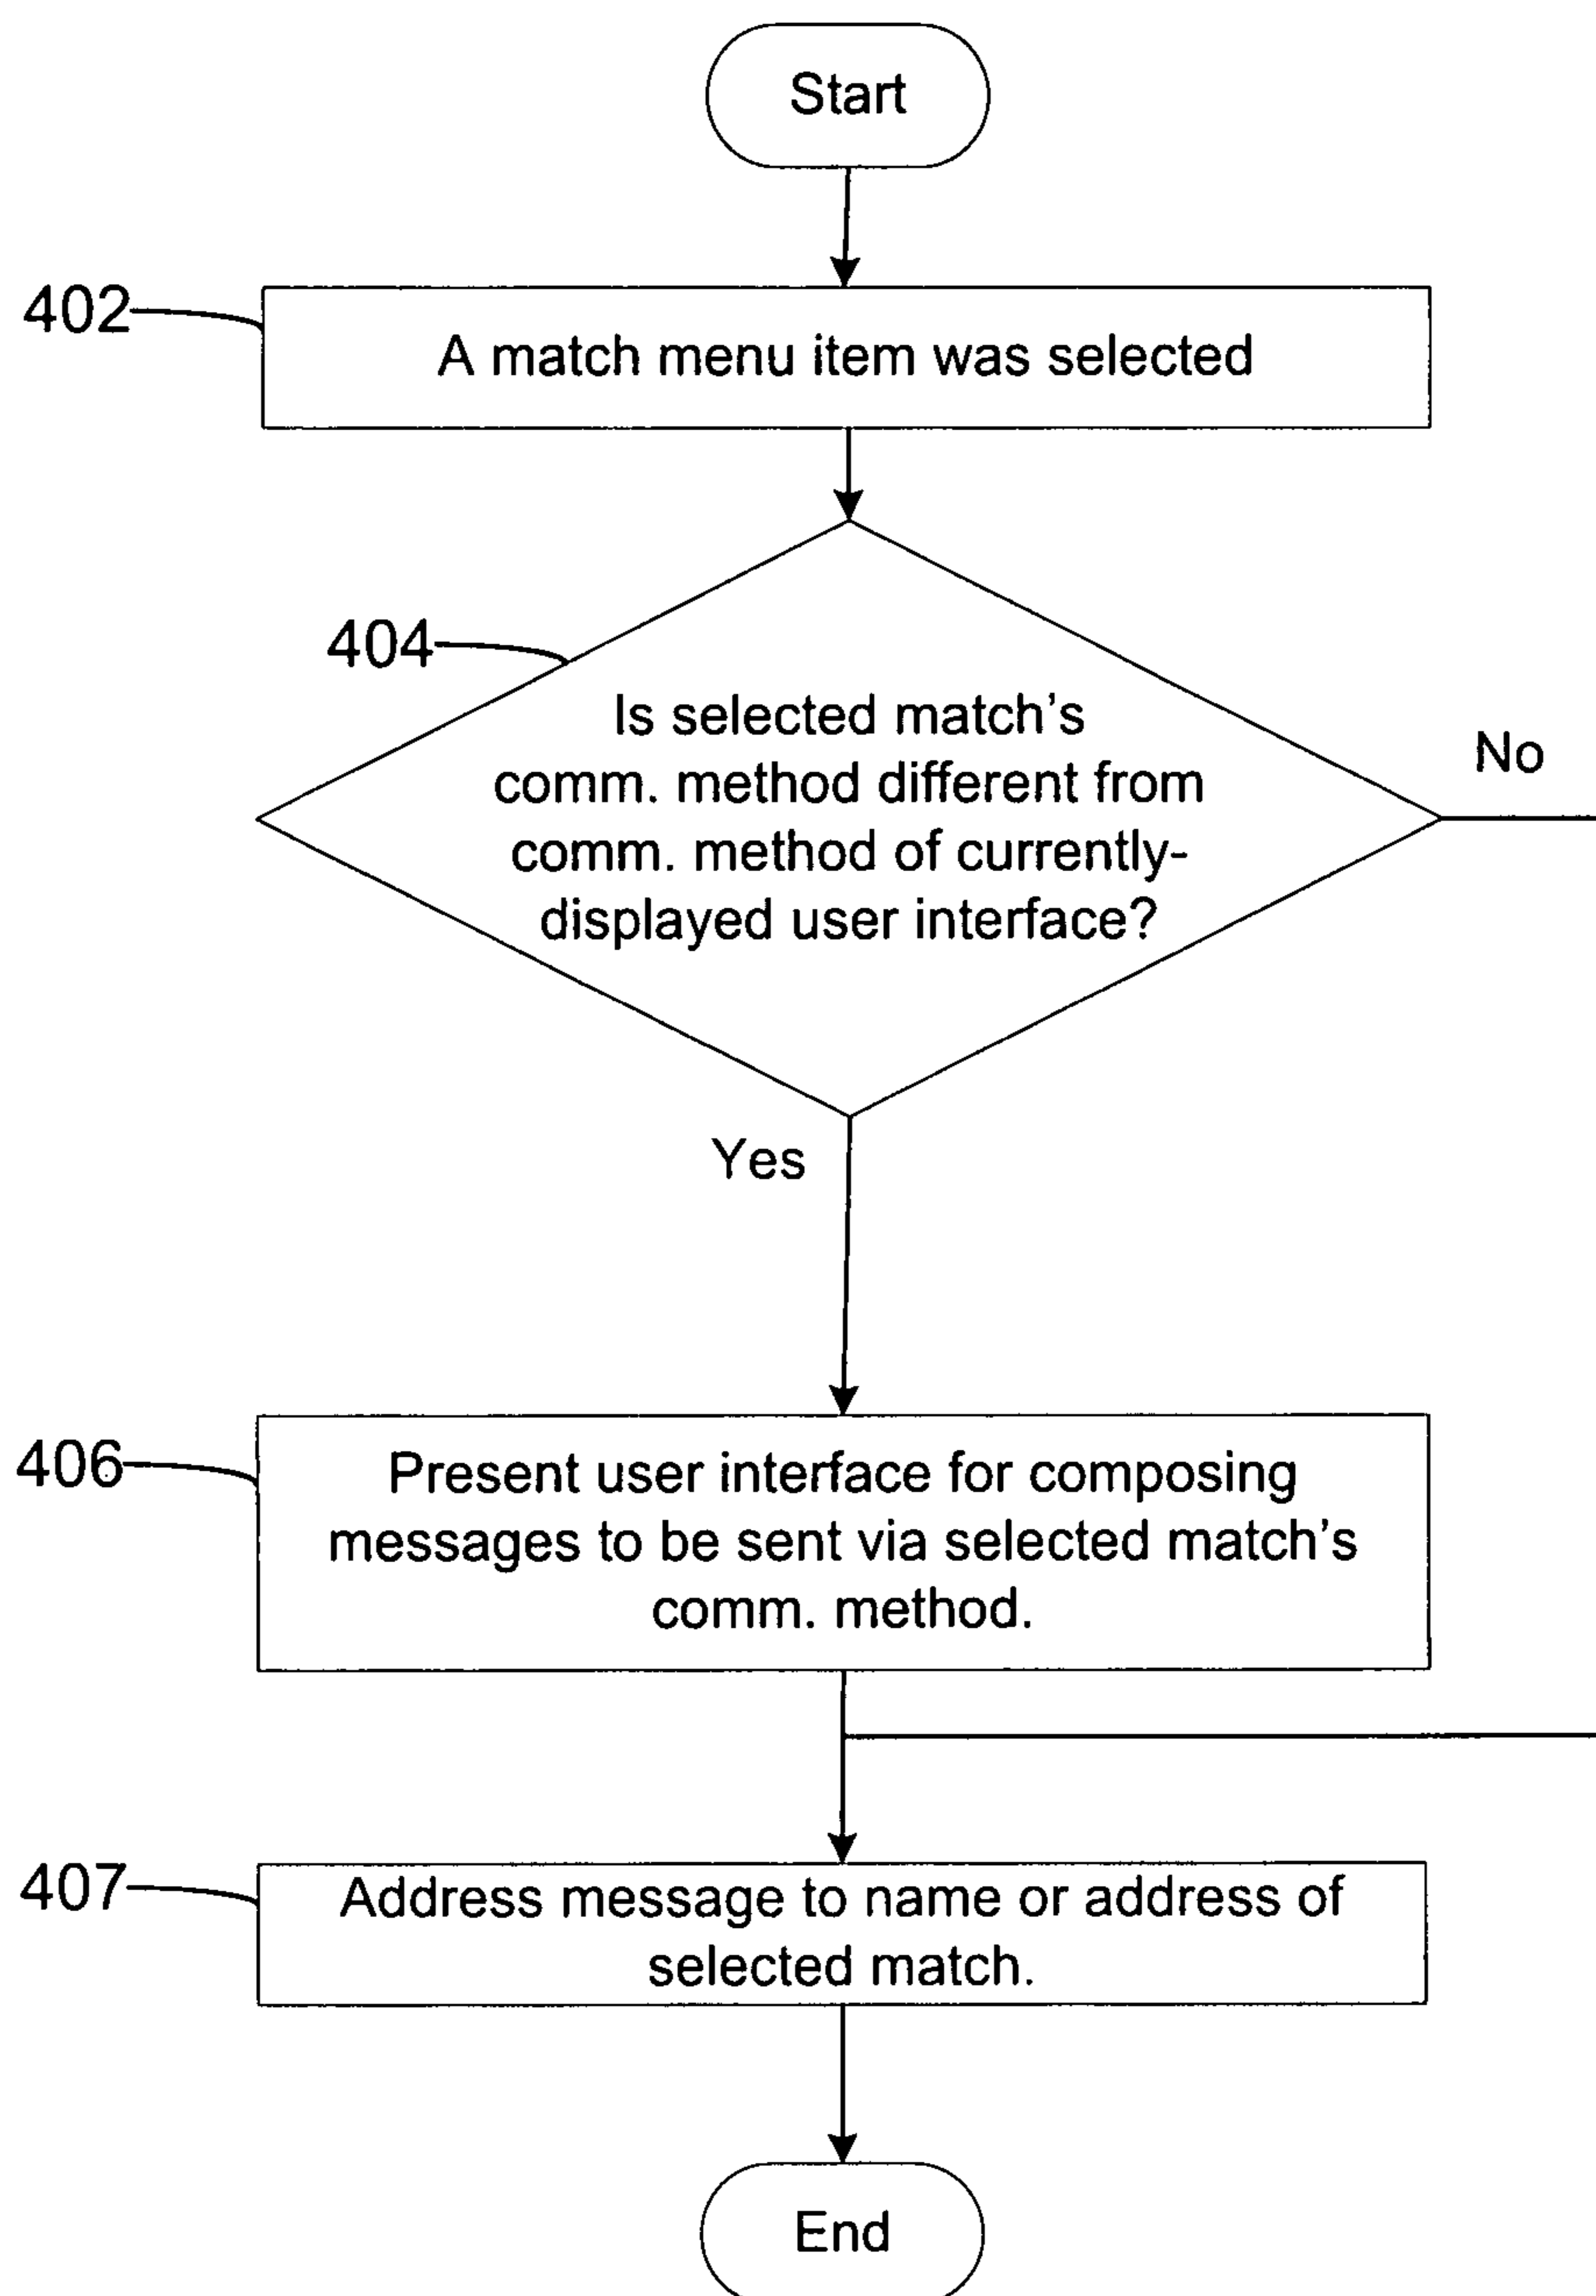 Start
402
A match menu item was selected
404
Is selected match's
comm. method different from
comm. method of currently-
displayed user interface?
No
Yes
406
Present user interface for composing
messages to be sent via selected match's
comm. method.
407
Address message to name or address of
selected match.
End